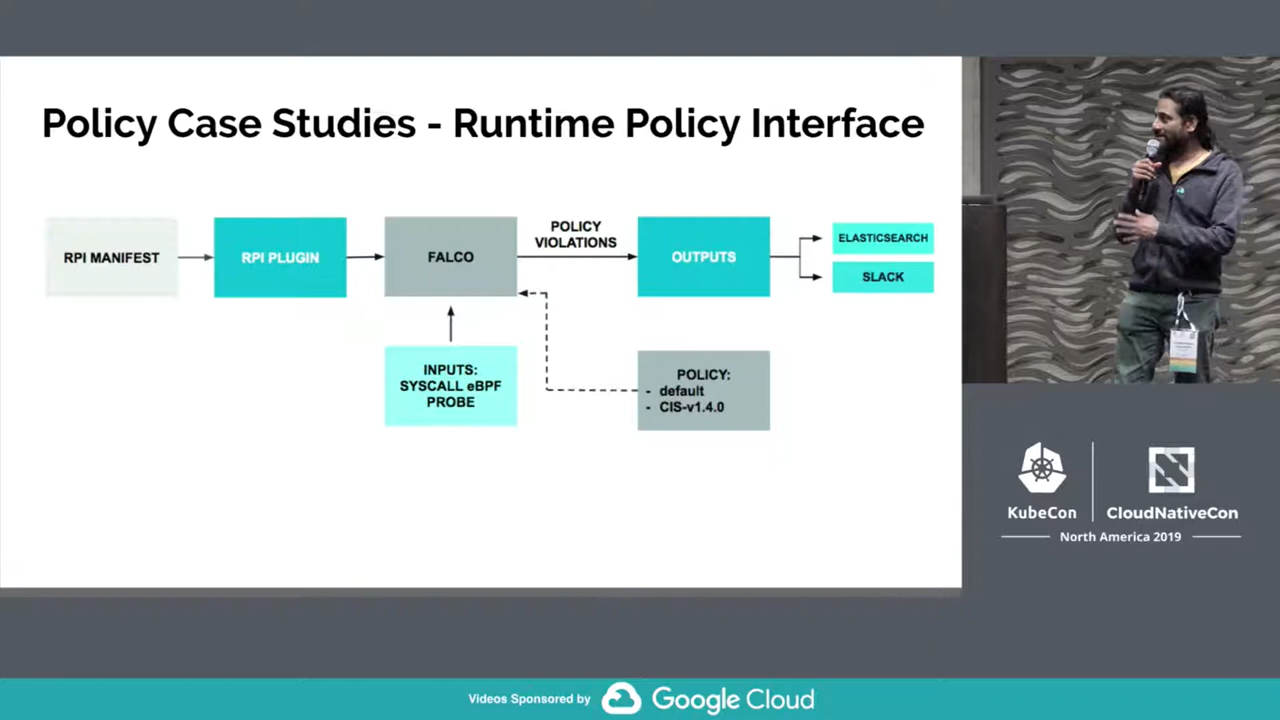 Policy Case Studies - Runtime Policy Interface
RPI MANIFEST
RPI PLUGIN
FALCO
POLICY
VIOLATIONS
OUTPUTS
ELASTICSEARCH
SLACK
INPUTS:
SYSCALL eBPF
PROBE
POLICY:
- default
- CIS-v1.4.0
KubeCon
CloudNativeCon
North America 2019
Videos Sponsored by
Google Cloud